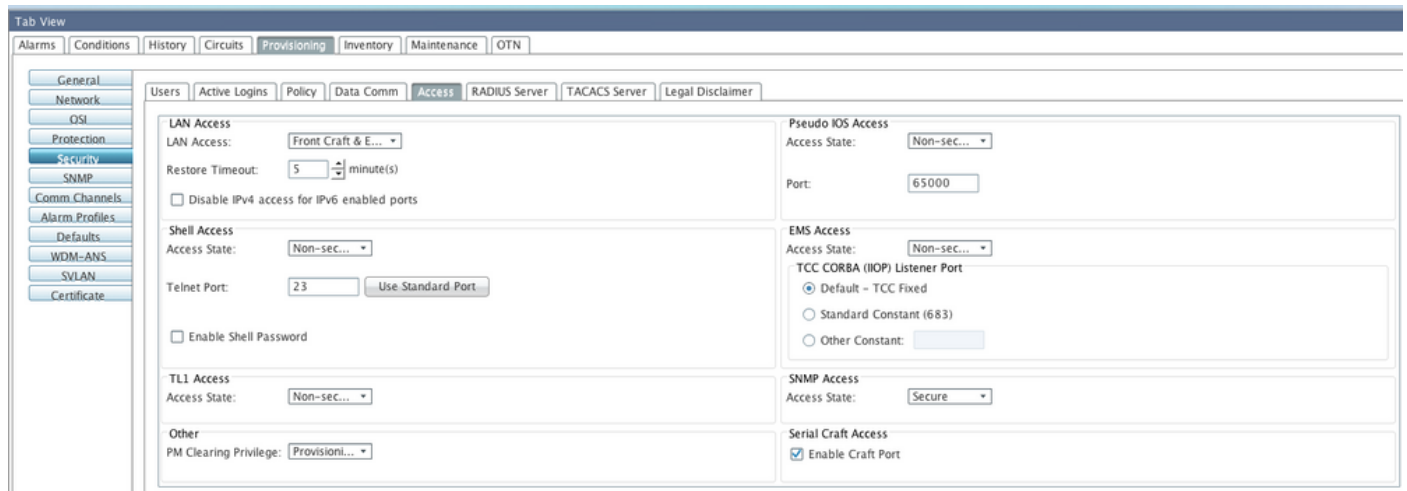 Tab View
Alarms Conditions History Circuits Provisioning Inventory Maintenance OTN
General
Network
OSI
Protection
Security
SNMP
Comm Channels
Alarm Profiles
Defaults
WDM-ANS
SVLAN
Certificate
Users Active Logins Policy Data Comm Access RADIUS Server TACACS Server Legal Disclaimer
LAN Access
LAN Access: Front Craft & E...
Restore Timeout: 5 minute(s)
Disable IPv4 access for IPv6 enabled ports
Pseudo IOS Access
Access State: Non-sec...
Port: 65000
Shell Access
Access State: Non-sec...
Telnet Port: 23 Use Standard Port
Enable Shell Password
EMS Access
Access State: Non-sec...
TCC CORBA (IIOP) Listener Port
Default - TCC Fixed
Standard Constant (683)
Other Constant:
TL1 Access
Access State: Non-sec...
SNMP Access
Access State: Secure
Other
PM Clearing Privilege: Provisioni...
Serial Craft Access
Enable Craft Port